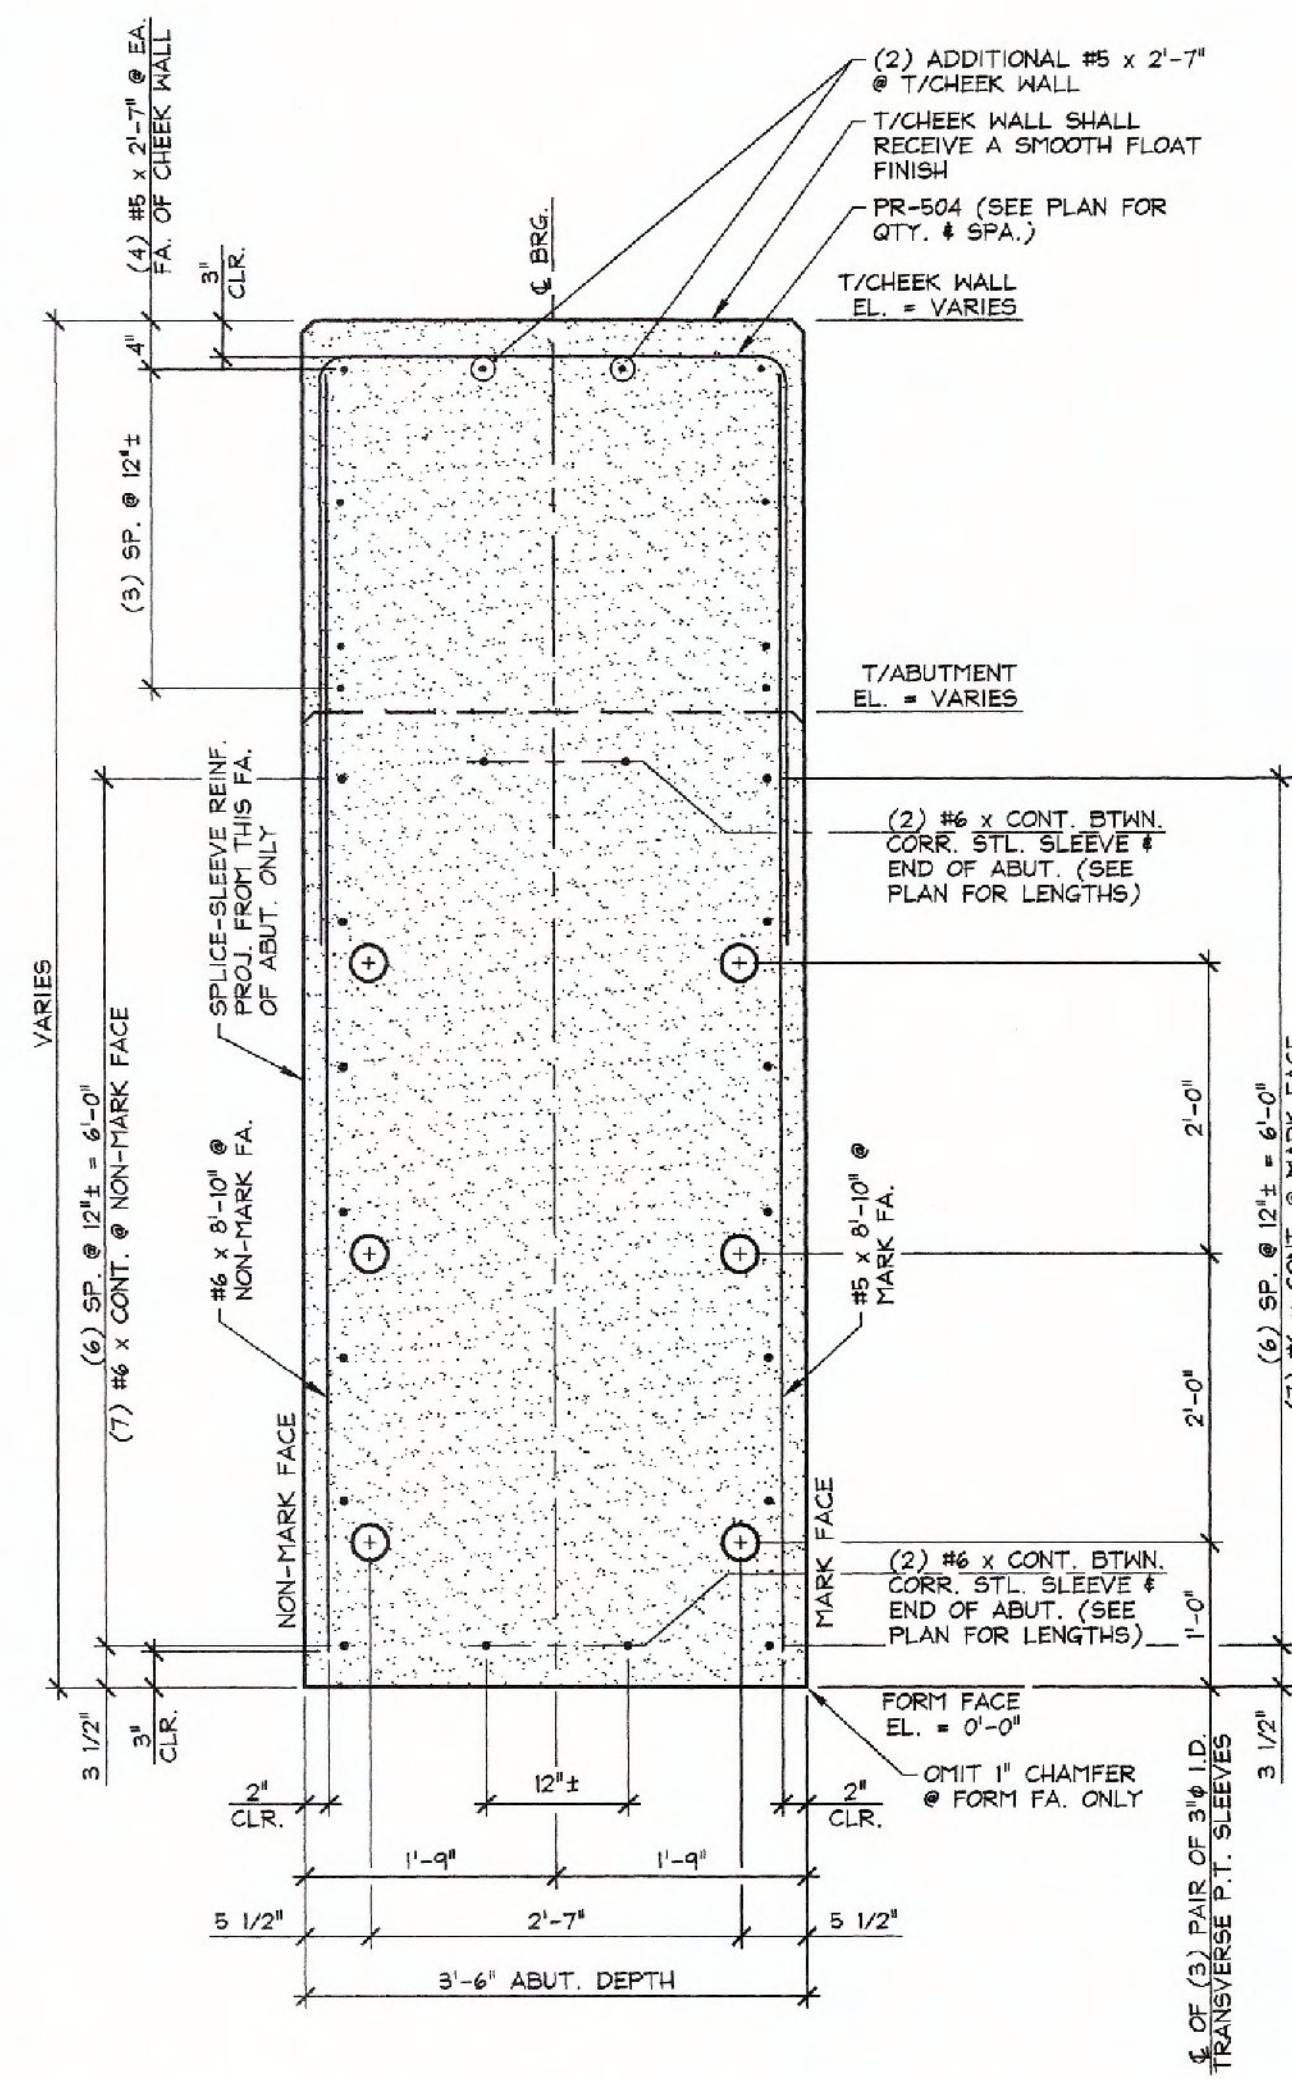 (4) #5 x 2'-7" @ EA.
FA. OF CHEEK WALL
3"
CLR.
4"
(3) SP. @ 12"±
℄ BRG.
(2) ADDITIONAL #5 x 2'-7"
@ T/CHEEK WALL
T/CHEEK WALL SHALL
RECEIVE A SMOOTH FLOAT
FINISH
PR-504 (SEE PLAN FOR
QTY. & SPA.)
T/CHEEK WALL
EL. = VARIES
T/ABUTMENT
EL. = VARIES
SPLICE-SLEEVE REINF.
PROJ. FROM THIS FA.
OF ABUT. ONLY
(2) #6 x CONT. BTWN.
CORR. STL. SLEEVE &
END OF ABUT. (SEE
PLAN FOR LENGTHS)
VARIES
(6) SP. @ 12"± = 6'-0"
(7) #6 x CONT. @ NON-MARK FACE
#6 x 8'-10" @
NON-MARK FA.
#5 x 8'-10" @
MARK FA.
2'-0"
2'-0"
1'-0"
(6) SP. @ 12"± = 6'-0"
NON-MARK FACE
MARK FACE
(2) #6 x CONT. BTWN.
CORR. STL. SLEEVE &
END OF ABUT. (SEE
PLAN FOR LENGTHS)
3 1/2"
3"
CLR.
FORM FACE
EL. = 0'-0"
OMIT 1" CHAMFER
@ FORM FA. ONLY
3 1/2"
℄ OF (3) PAIR OF 3"ϕ I.D.
TRANSVERSE P.T. SLEEVES
2"
CLR.
12"±
2"
CLR.
1'-9"
1'-9"
5 1/2"
2'-7"
5 1/2"
3'-6" ABUT. DEPTH